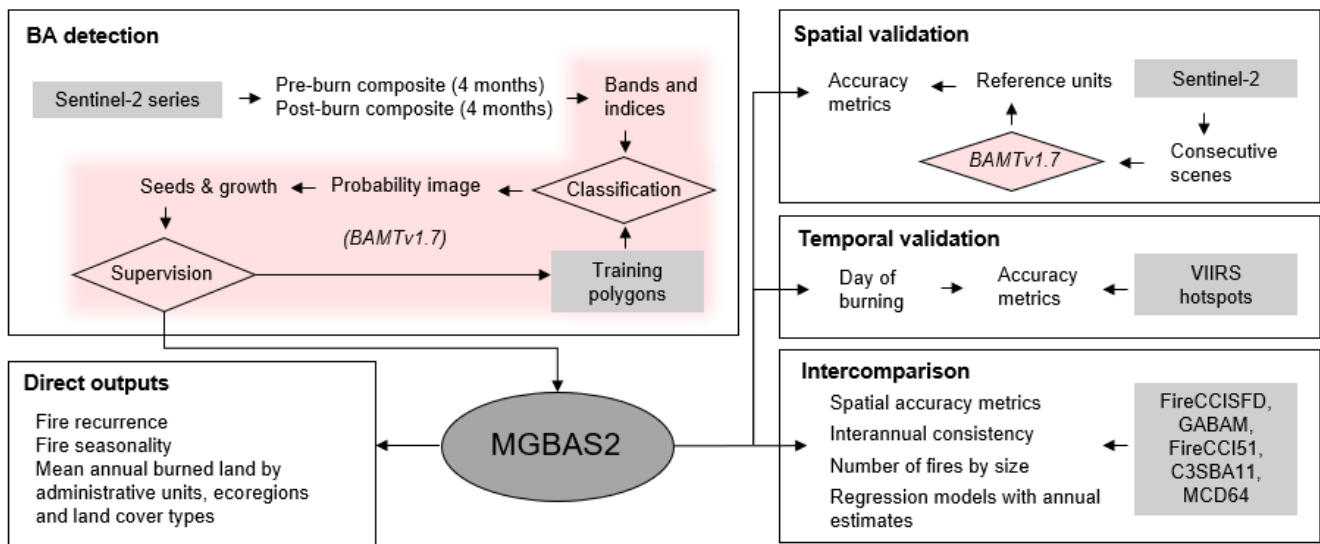 BA detection
Sentinel-2 series
Pre-burn composite (4 months)
Post-burn composite (4 months)
Bands and
indices
Classification
Probability image
Seeds & growth
(BAMTv1.7)
Supervision
Training
polygons
Direct outputs
Fire recurrence
Fire seasonality
Mean annual burned land by
administrative units, ecoregions
and land cover types
MGBAS2
Spatial validation
Accuracy
metrics
Reference units
Sentinel-2
BAMTv1.7
Consecutive
scenes
Temporal validation
Day of
burning
Accuracy
metrics
VIIRS
hotspots
Intercomparison
Spatial accuracy metrics
Interannual consistency
Number of fires by size
Regression models with annual
estimates
FireCCISFD,
GABAM,
FireCCI51,
C3SBA11,
MCD64